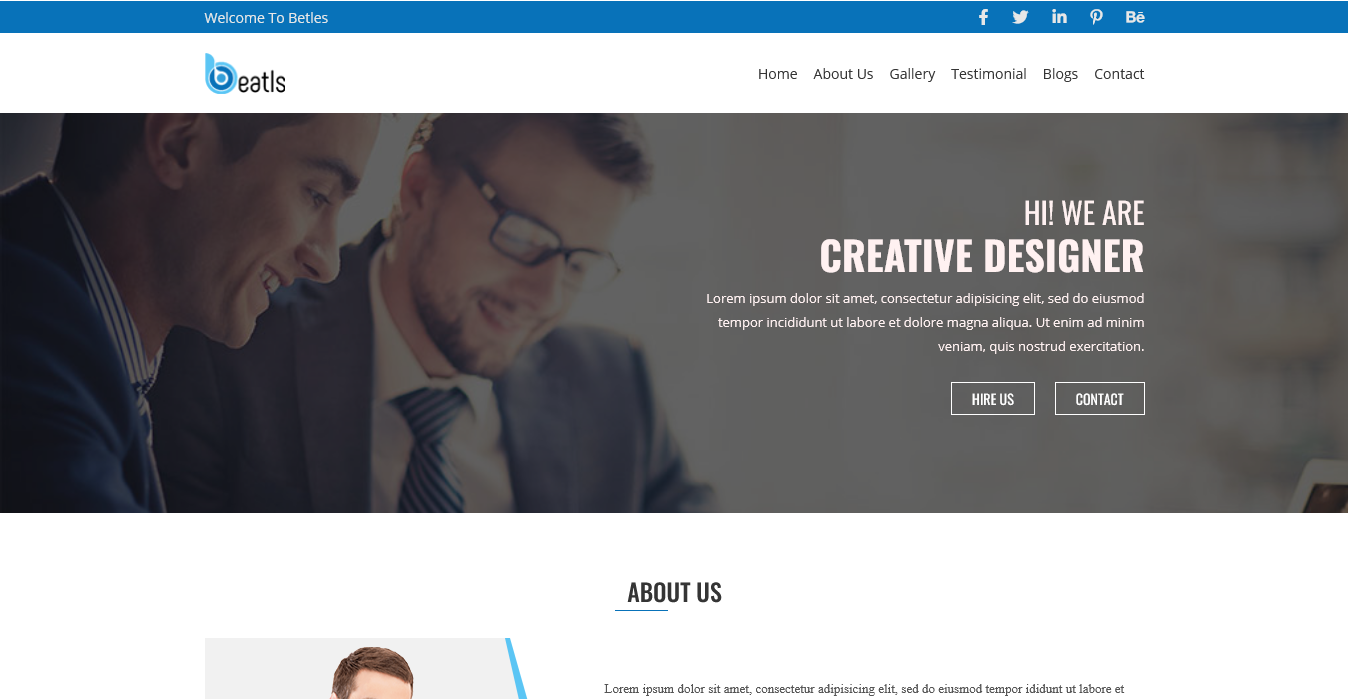 Welcome To Betles
beatls
Home About Us Gallery Testimonial Blogs Contact
HI! WE ARE
CREATIVE DESIGNER
Lorem ipsum dolor sit amet, consectetur adipisicing elit, sed do eiusmod
tempor incididunt ut labore et dolore magna aliqua. Ut enim ad minim
veniam, quis nostrud exercitation.
HIRE US CONTACT
ABOUT US
Lorem ipsum dolor sit amet, consectetur adipisicing elit, sed do eiusmod tempor ididunt ut labore et